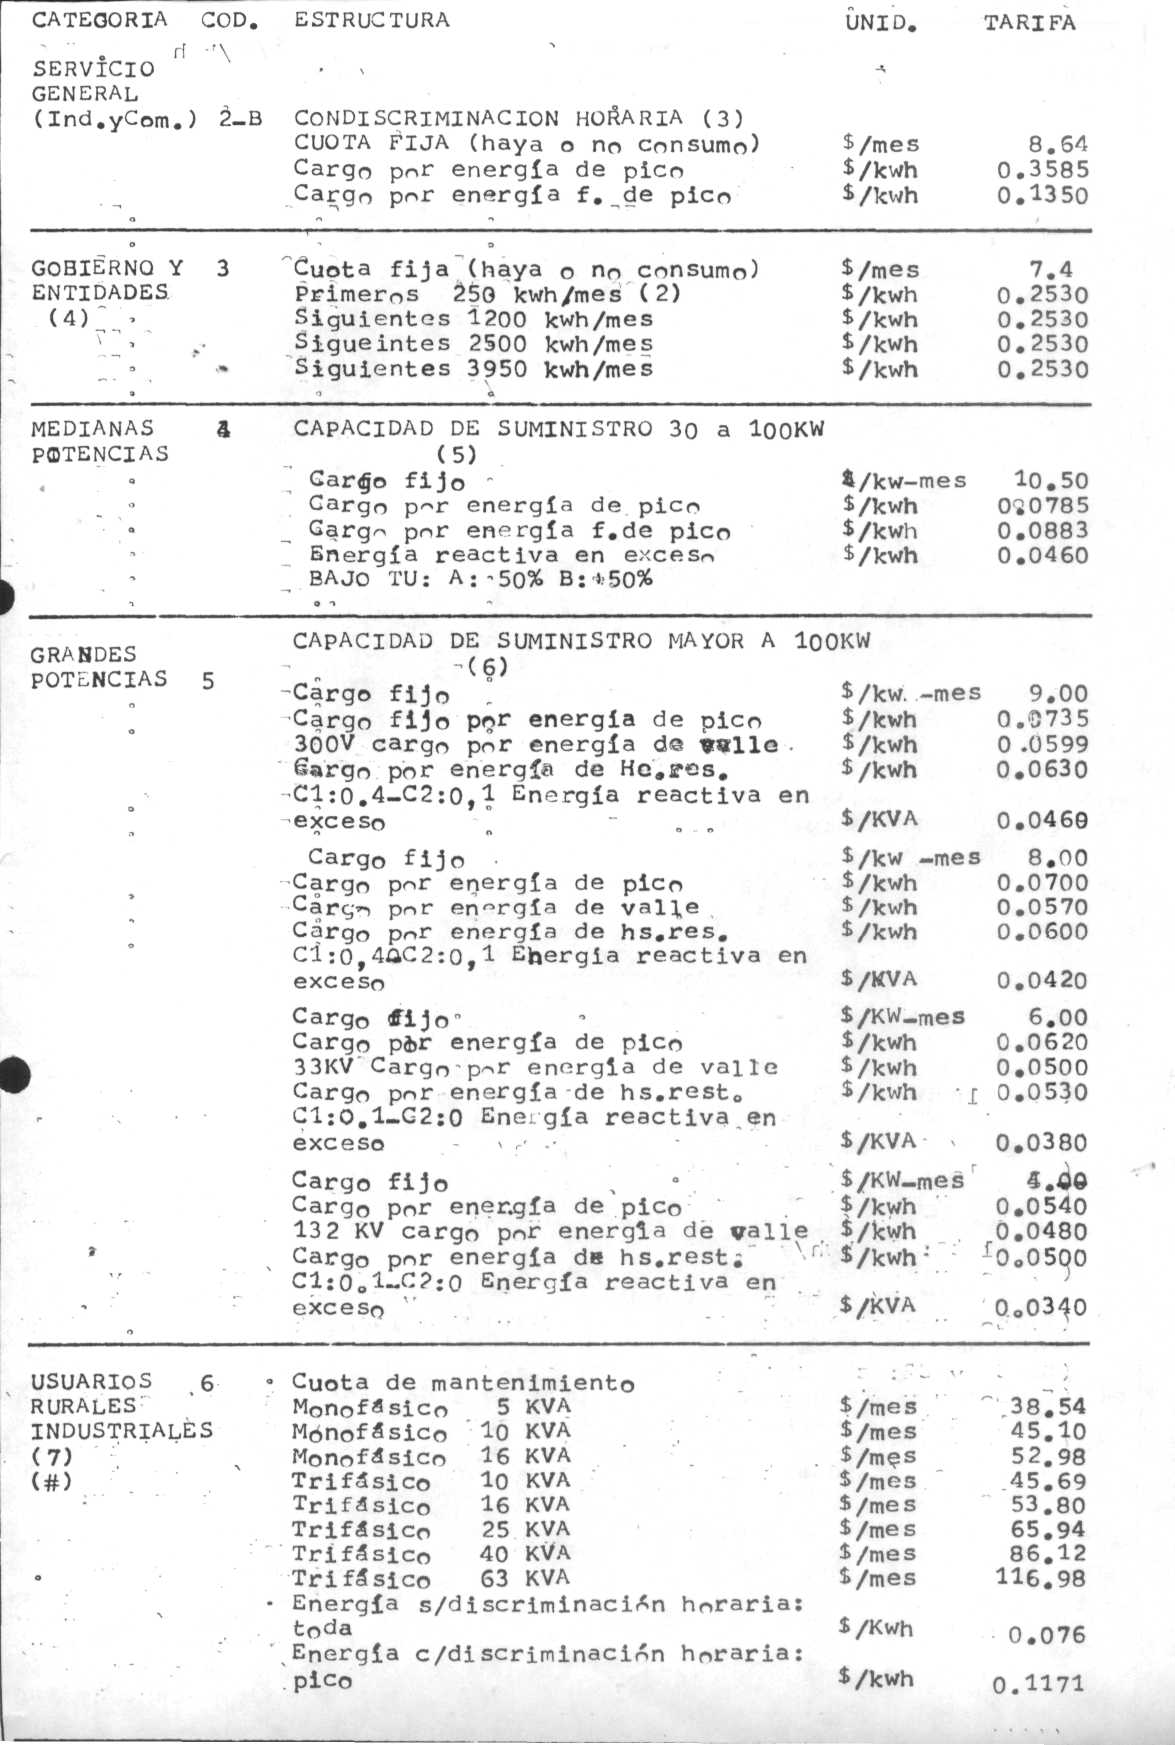 CATEGORIA COD. ESTRUCTURA UNID. TARIFA
SERVICIO
GENERAL
(Ind.yCom.) 2-B CONDISCRIMINACION HORARIA (3)
CUOTA FIJA (haya o no consumo) $/mes 8.64
Cargo por energía de pico $/kwh 0.3585
Cargo por energía f. de pico $/kwh 0.1350
GOBIERNO Y 3 Cuota fija (haya o no consumo) $/mes 7.4
ENTIDADES Primeros 250 kwh/mes (2) $/kwh 0.2530
(4) Siguientes 1200 kwh/mes $/kwh 0.2530
Sigueintes 2500 kwh/mes $/kwh 0.2530
Siguientes 3950 kwh/mes $/kwh 0.2530
MEDIANAS 4 CAPACIDAD DE SUMINISTRO 30 a 100KW
POTENCIAS (5)
Cargo fijo $/kw-mes 10.50
Cargo por energía de pico $/kwh 0.0785
Cargo por energía f.de pico $/kwh 0.0883
Energía reactiva en exceso $/kwh 0.0460
BAJO TU: A: -50% B: +50%
CAPACIDAD DE SUMINISTRO MAYOR A 100KW
GRANDES (6)
POTENCIAS 5
Cargo fijo $/kw.-mes 9.00
Cargo fijo por energía de pico $/kwh 0.0735
300V cargo por energía de valle $/kwh 0.0599
Cargo por energía de Ho.res. $/kwh 0.0630
C1:0.4-C2:0,1 Energía reactiva en
exceso $/KVA 0.0460
Cargo fijo $/kw -mes 8.00
Cargo por energía de pico $/kwh 0.0700
Cargo por energía de valle $/kwh 0.0570
Cargo por energía de hs.res. $/kwh 0.0600
C1:0,4-C2:0,1 Energia reactiva en
exceso $/KVA 0.0420
Cargo fijo $/KW-mes 6.00
Cargo por energía de pico $/kwh 0.0620
33KV Cargo por energía de valle $/kwh 0.0500
Cargo por energía de hs.rest. $/kwh 0.0530
C1:0.1-C2:0 Energía reactiva en
exceso $/KVA 0.0380
Cargo fijo $/KW-mes 4.00
Cargo por energía de pico $/kwh 0.0540
132 KV cargo por energía de valle $/kwh 0.0480
Cargo por energía de hs.rest. $/kwh 0.0500
C1:0.1-C2:0 Energía reactiva en
exceso $/KVA 0.0340
USUARIOS 6 Cuota de mantenimiento
RURALES Monofásico 5 KVA $/mes 38.54
INDUSTRIALES Monofásico 10 KVA $/mes 45.10
(7) Monofásico 16 KVA $/mes 52.98
(#) Trifásico 10 KVA $/mes 45.69
Trifásico 16 KVA $/mes 53.80
Trifásico 25 KVA $/mes 65.94
Trifásico 40 KVA $/mes 86.12
Trifásico 63 KVA $/mes 116.98
Energía s/discriminación horaria:
toda $/Kwh 0.076
Energía c/discriminación horaria:
pico $/kwh 0.1171